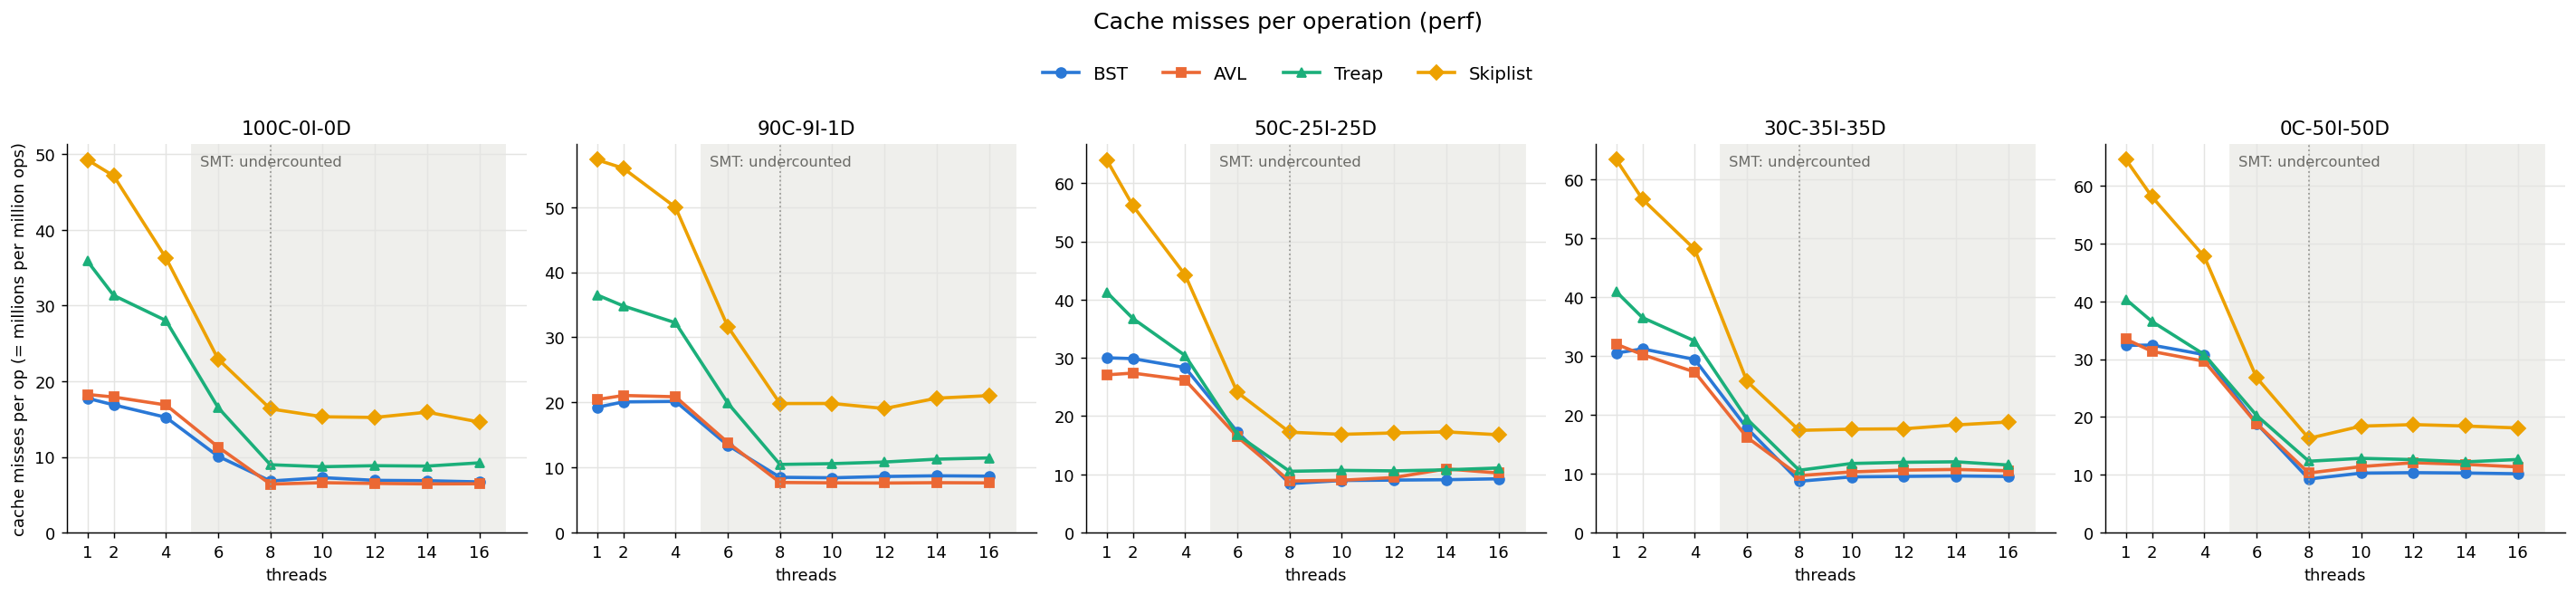 Cache misses per operation (perf)
BST AVL Treap Skiplist
cache misses per op (= millions per million ops)
100C-0I-0D
SMT: undercounted
50
40
30
20
10
0
1 2 4 6 8 10 12 14 16
threads
90C-9I-1D
SMT: undercounted
50
40
30
20
10
0
1 2 4 6 8 10 12 14 16
threads
50C-25I-25D
SMT: undercounted
60
50
40
30
20
10
0
1 2 4 6 8 10 12 14 16
threads
30C-35I-35D
SMT: undercounted
60
50
40
30
20
10
0
1 2 4 6 8 10 12 14 16
threads
0C-50I-50D
SMT: undercounted
60
50
40
30
20
10
0
1 2 4 6 8 10 12 14 16
threads